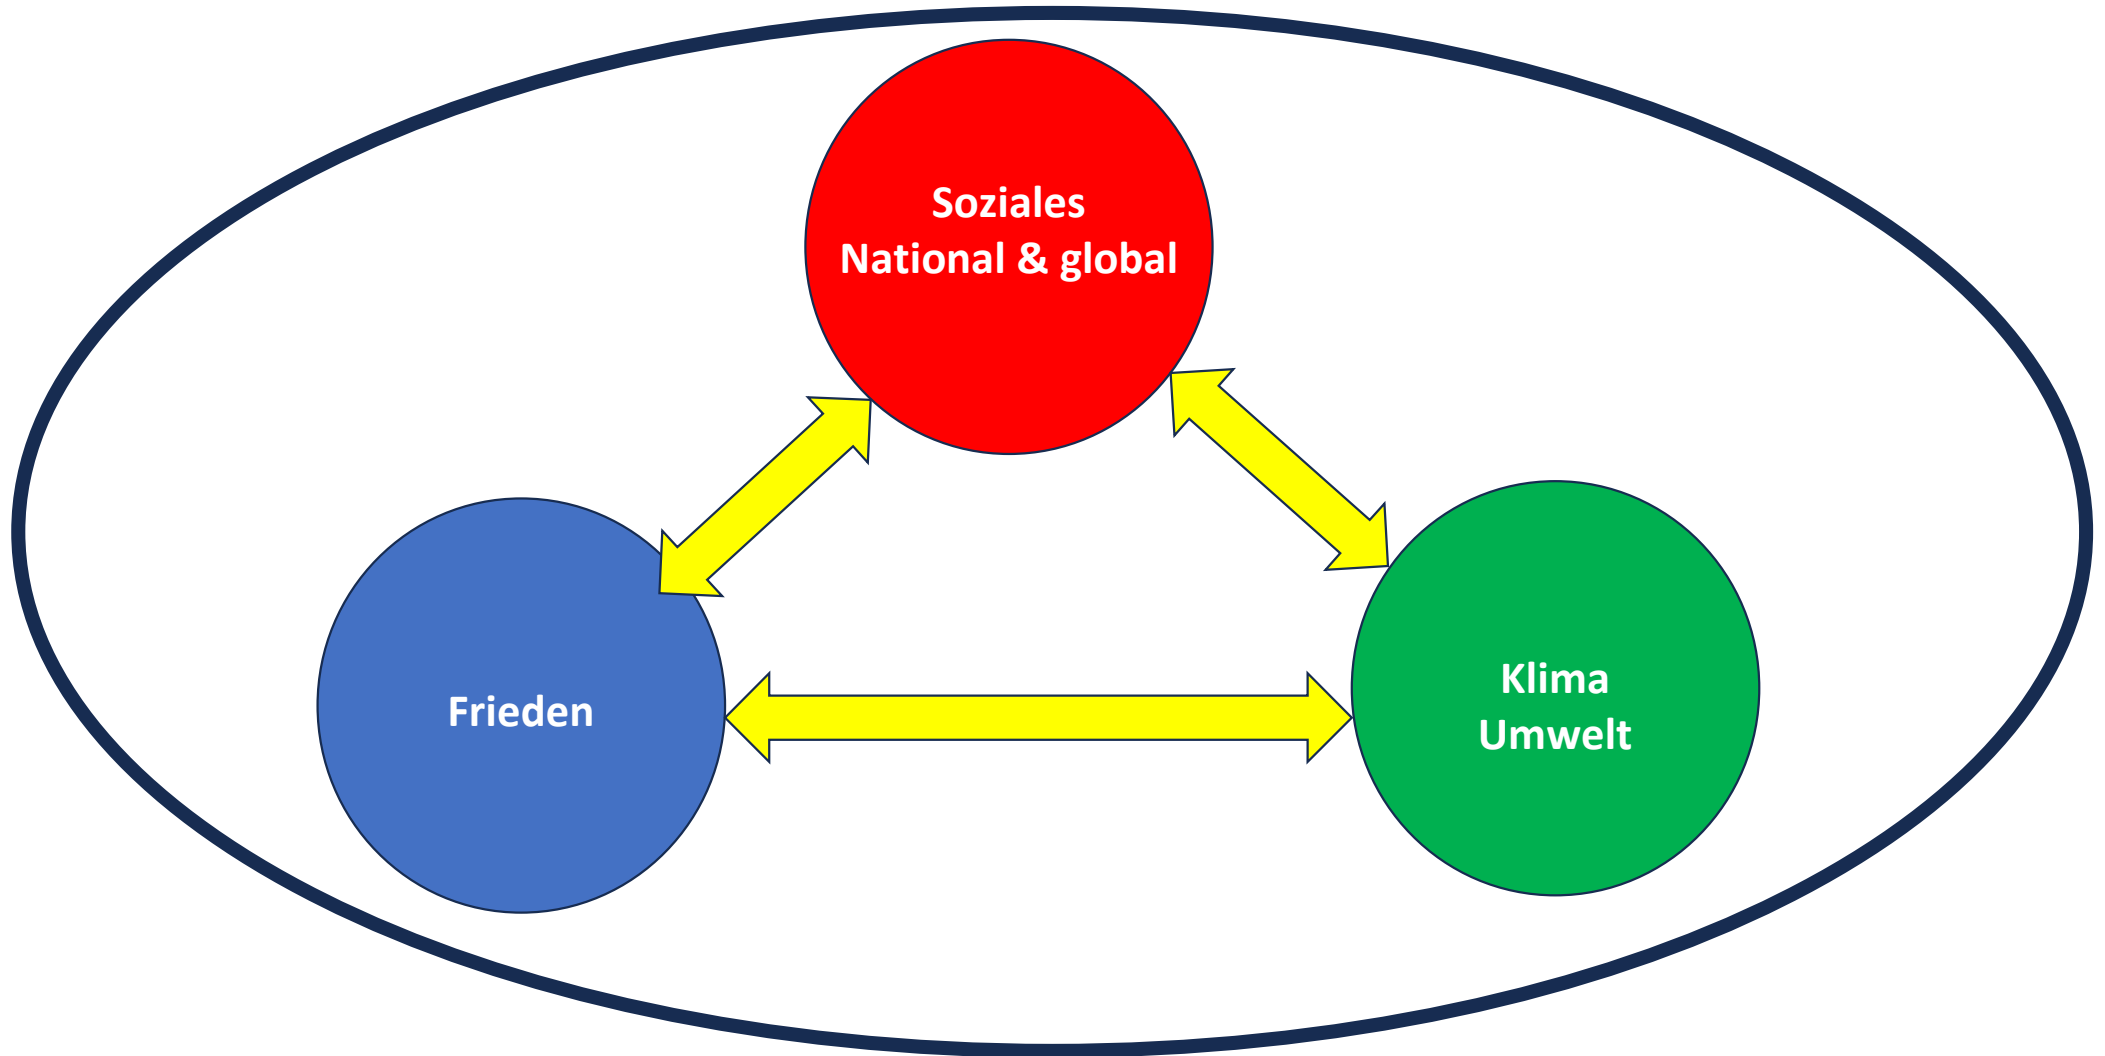 Soziales
National & global
Frieden
Klima
Umwelt